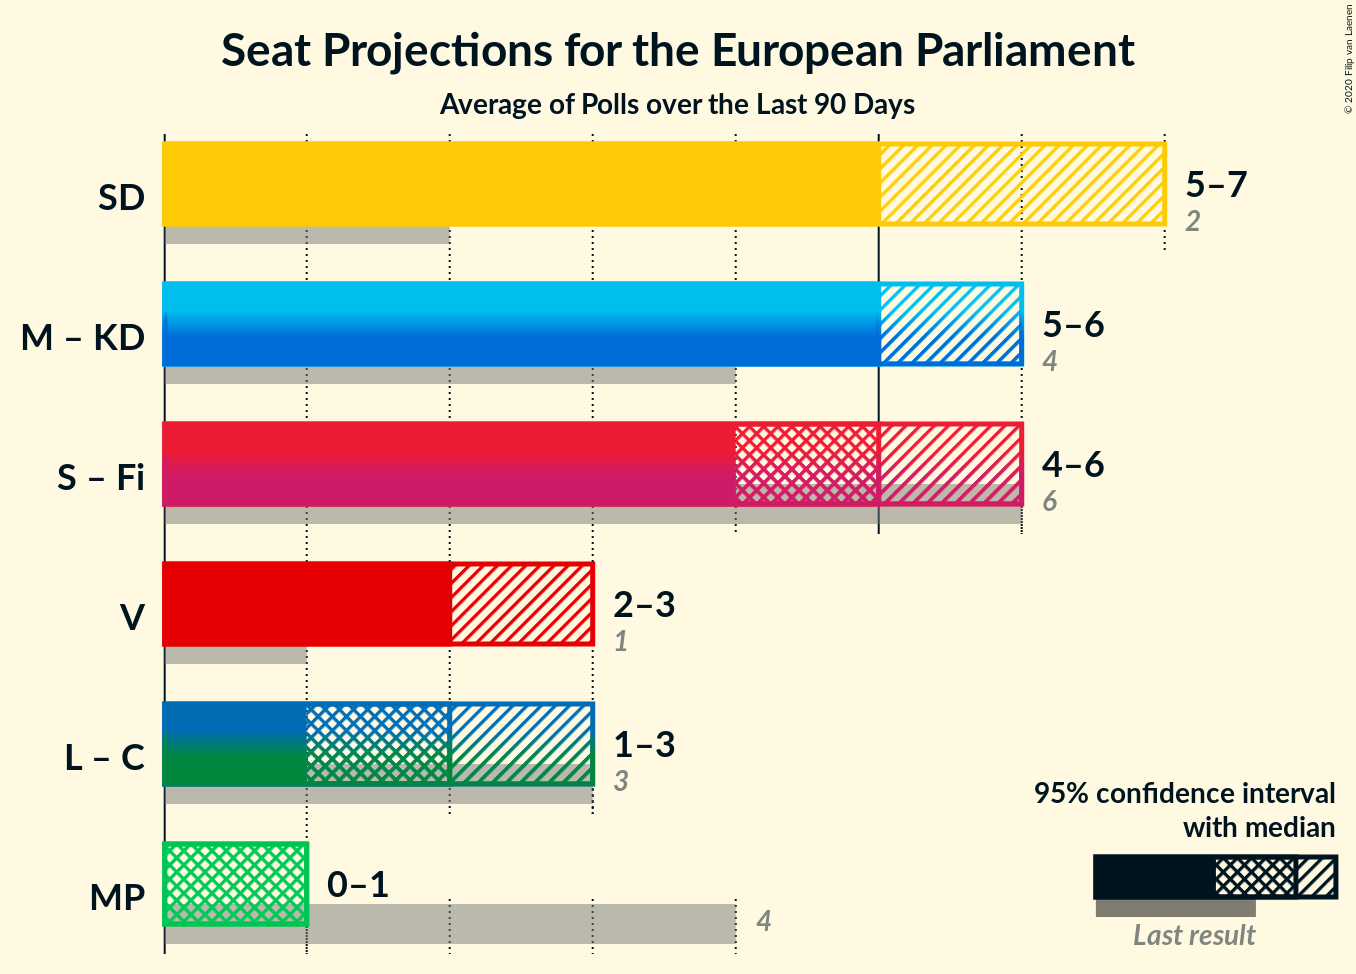 Seat Projections for the European Parliament
Average of Polls over the Last 90 Days
© 2020 Filip van Laenen
SD
5–7
2
M – KD
5–6
4
S – Fi
4–6
6
V
2–3
1
L – C
1–3
3
MP
0–1
4
95% confidence interval
with median
Last result